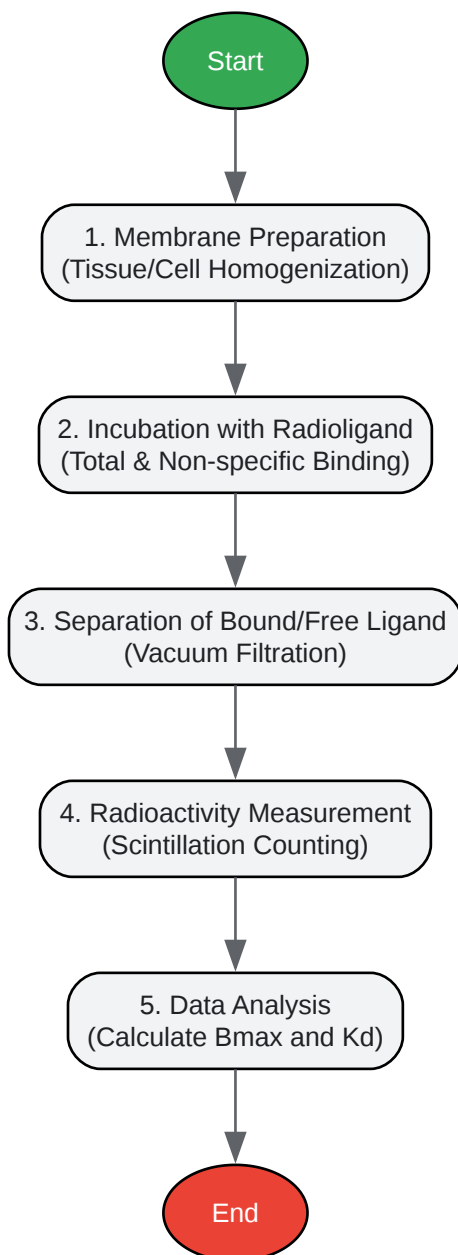 Start
1. Membrane Preparation
(Tissue/Cell Homogenization)
2. Incubation with Radioligand
(Total & Non-specific Binding)
3. Separation of Bound/Free Ligand
(Vacuum Filtration)
4. Radioactivity Measurement
(Scintillation Counting)
5. Data Analysis
(Calculate Bmax and Kd)
End